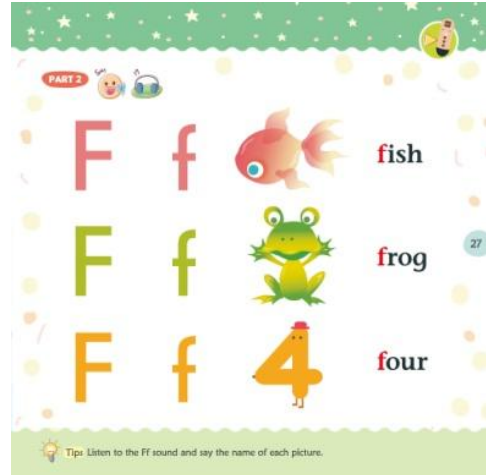 PART 2
F f fish
F f frog
27
F f 4 four
Tips Listen to the Ff sound and say the name of each picture.